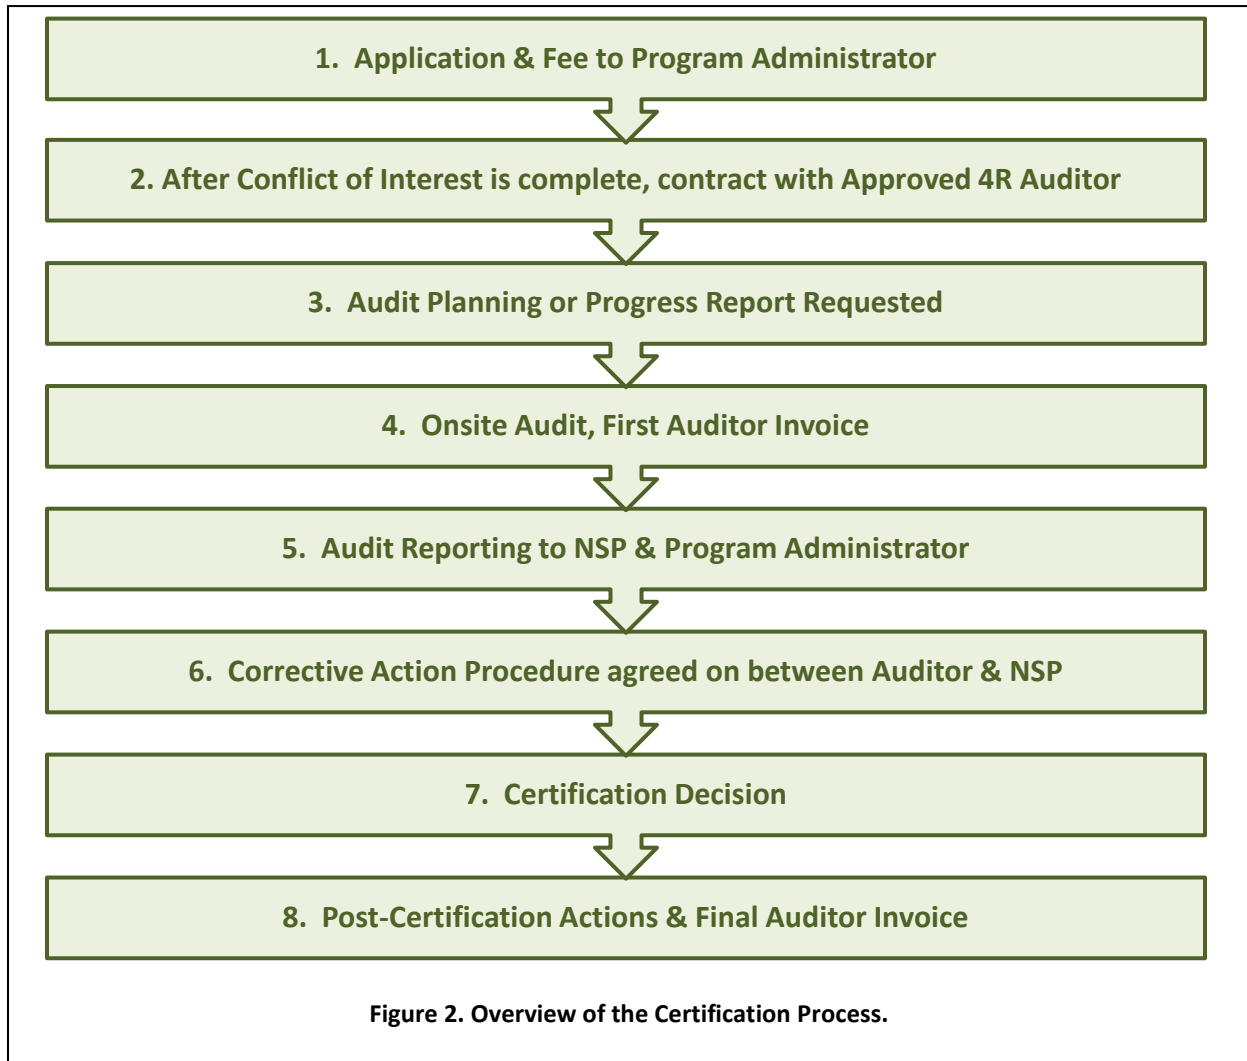 1. Application & Fee to Program Administrator
2. After Conflict of Interest is complete, contract with Approved 4R Auditor
3. Audit Planning or Progress Report Requested
4. Onsite Audit, First Auditor Invoice
5. Audit Reporting to NSP & Program Administrator
6. Corrective Action Procedure agreed on between Auditor & NSP
7. Certification Decision
8. Post-Certification Actions & Final Auditor Invoice
Figure 2. Overview of the Certification Process.